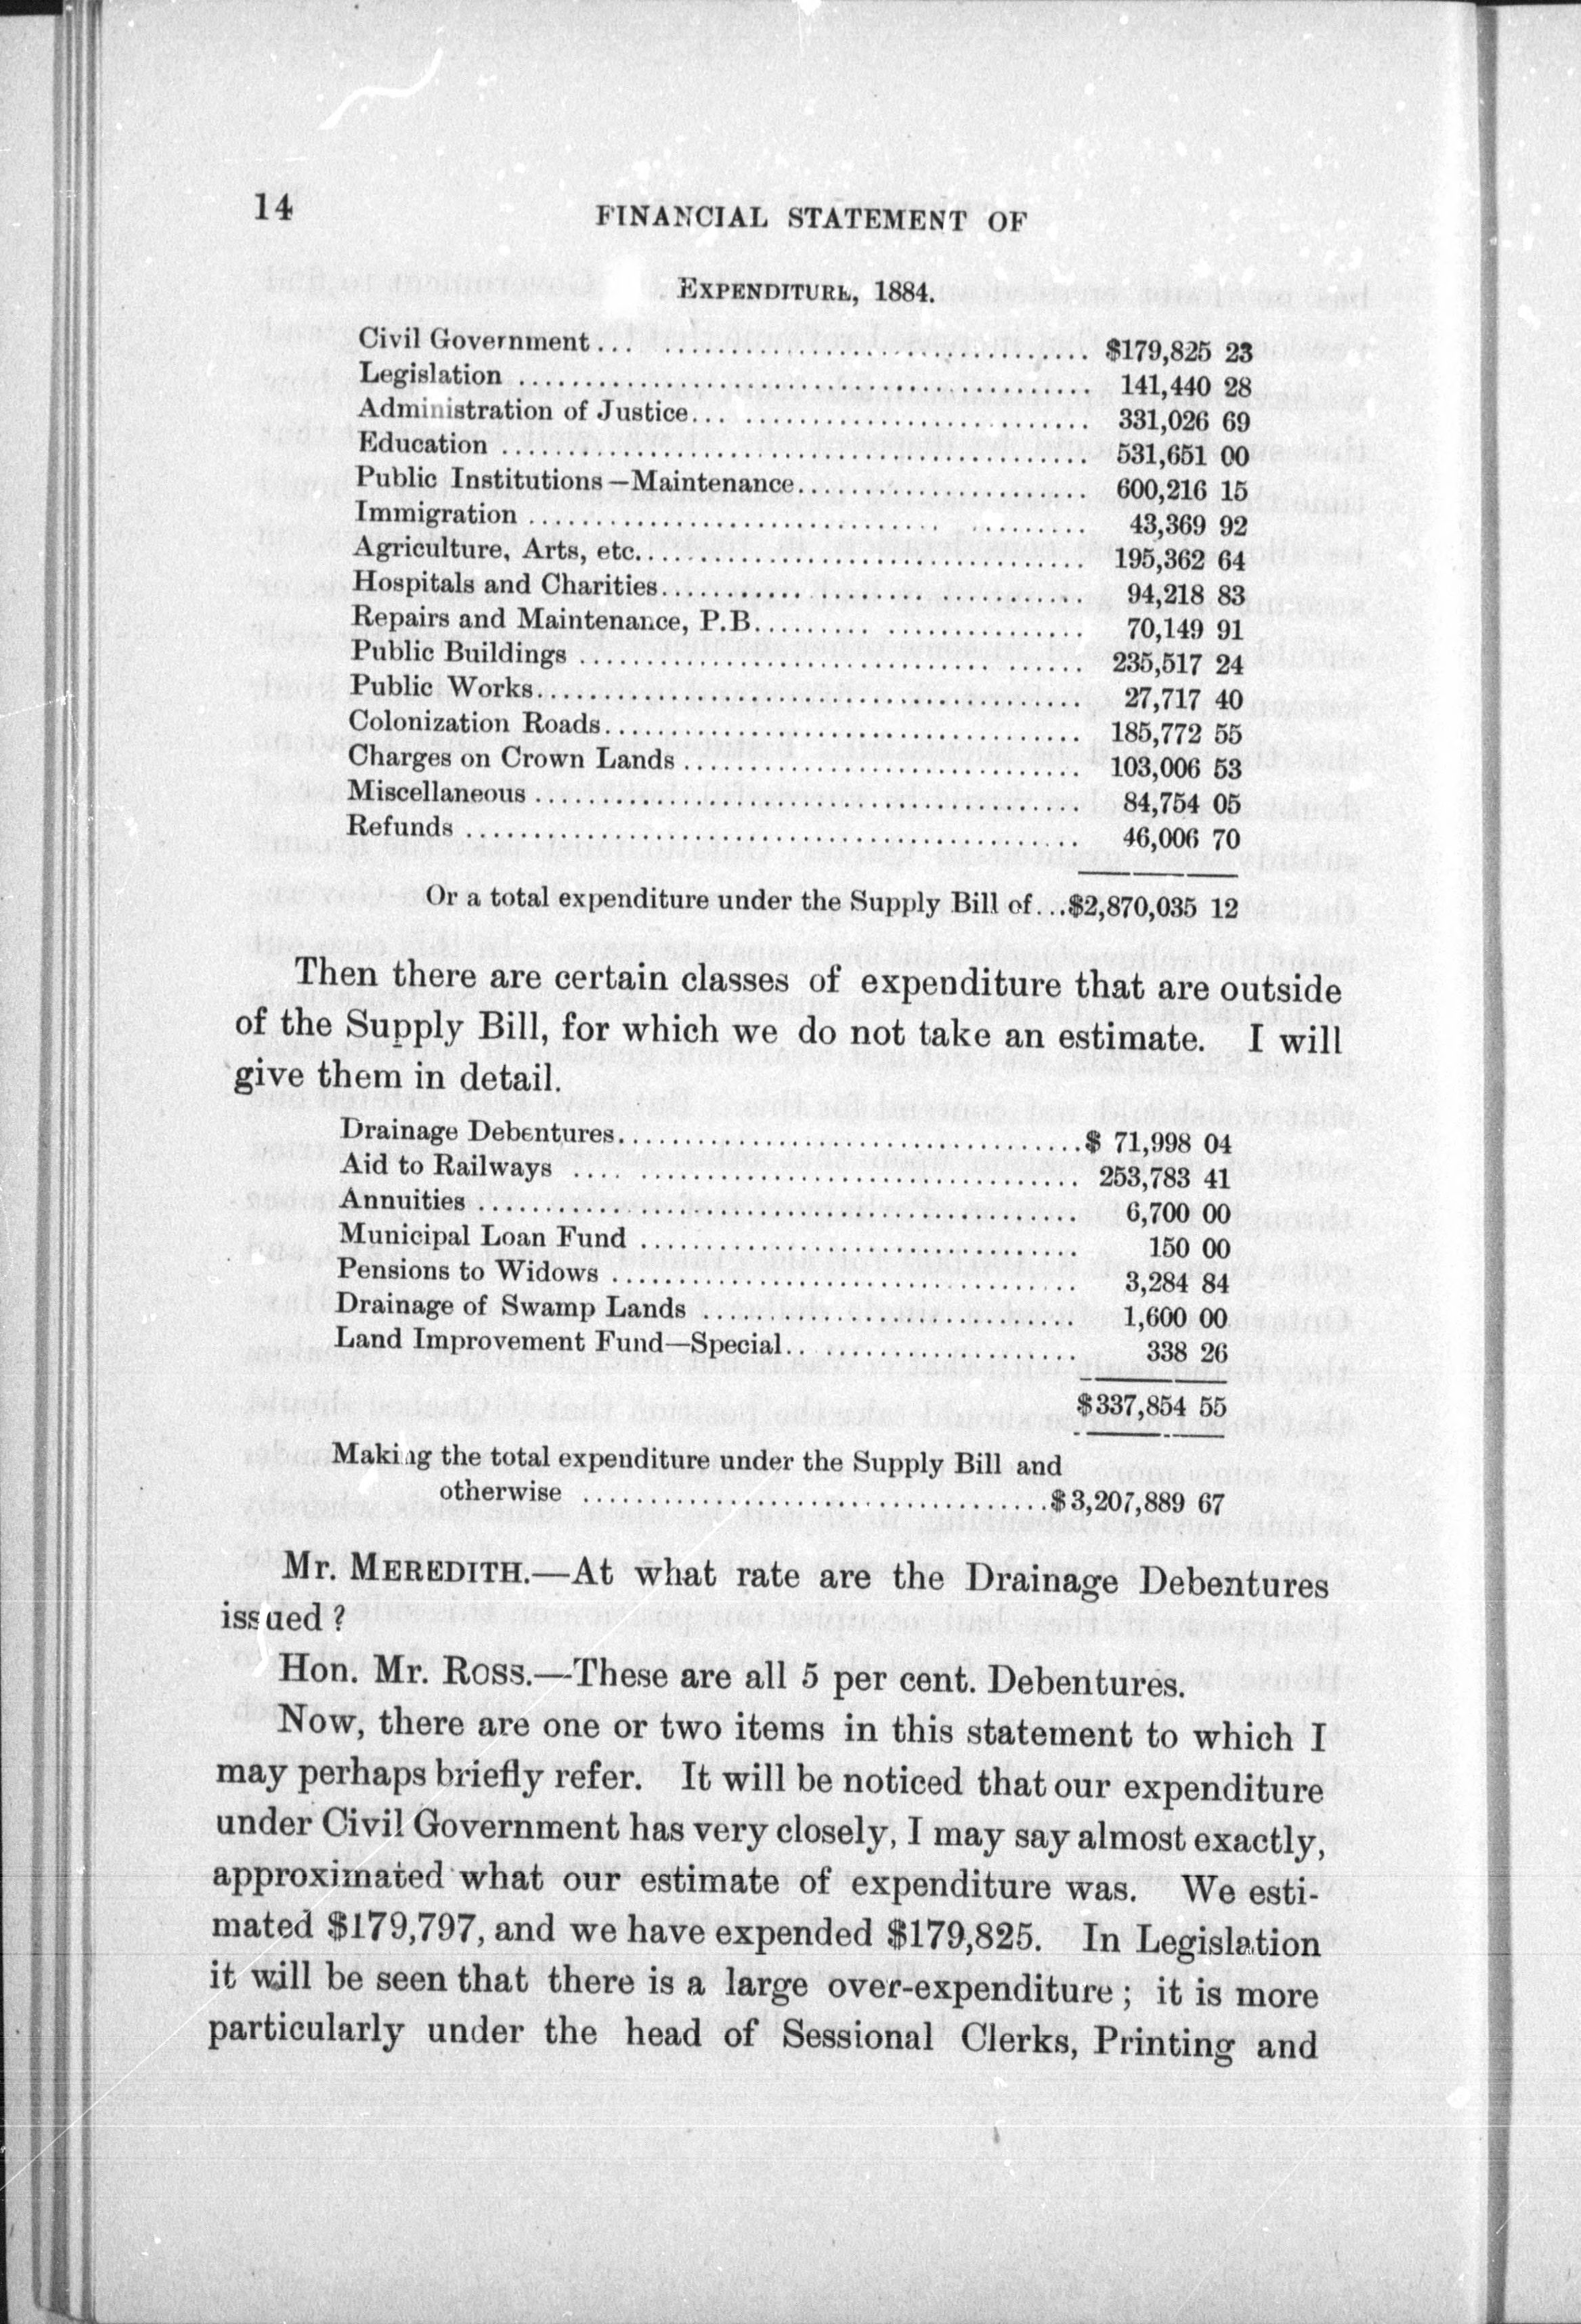 14
FINANCIAL STATEMENT OF
EXPENDITURE, 1884.
Civil Government... ................................ $179,825 23
Legislation ........................................... 141,440 28
Administration of Justice... .......................... 331,026 69
Education ............................................ 531,651 00
Public Institutions—Maintenance...................... 600,216 15
Immigration ............................... ......... 43,369 92
Agriculture, Arts, etc.................................. 195,362 64
Hospitals and Charities........... ........ ........... 94,218 83
Repairs and Maintenance, P.B......... ............... 70,149 91
Public Buildings ............................... ...... 235,517 24
Public Works......................................... 27,717 40
Colonization Roads.................................... 185,772 55
Charges on Crown Lands .............................. 103,006 53
Miscellaneous ......................................... 84,754 05
Refunds .............................................. 46,006 70
Or a total expenditure under the Supply Bill of...$2,870,035 12
Then there are certain classes of expenditure that are outside
of the Supply Bill, for which we do not take an estimate. I will
give them in detail.
Drainage Debentures...................................$ 71,998 04
Aid to Railways .... ................................. 253,783 41
Annuities ............................................. 6,700 00
Municipal Loan Fund ................................. 150 00
Pensions to Widows ................................... 3,284 84
Drainage of Swamp Lands ............................ 1,600 00
Land Improvement Fund—Special.. ................... 338 26
$337,854 55
Making the total expenditure under the Supply Bill and
otherwise ...................................$3,207,889 67
Mr. MEREDITH.—At what rate are the Drainage Debentures
issued ?
Hon. Mr. Ross.—These are all 5 per cent. Debentures.
Now, there are one or two items in this statement to which I
may perhaps briefly refer. It will be noticed that our expenditure
under Civil Government has very closely, I may say almost exactly,
approximated what our estimate of expenditure was. We esti-
mated $179,797, and we have expended $179,825. In Legislation
it will be seen that there is a large over-expenditure ; it is more
particularly under the head of Sessional Clerks, Printing and